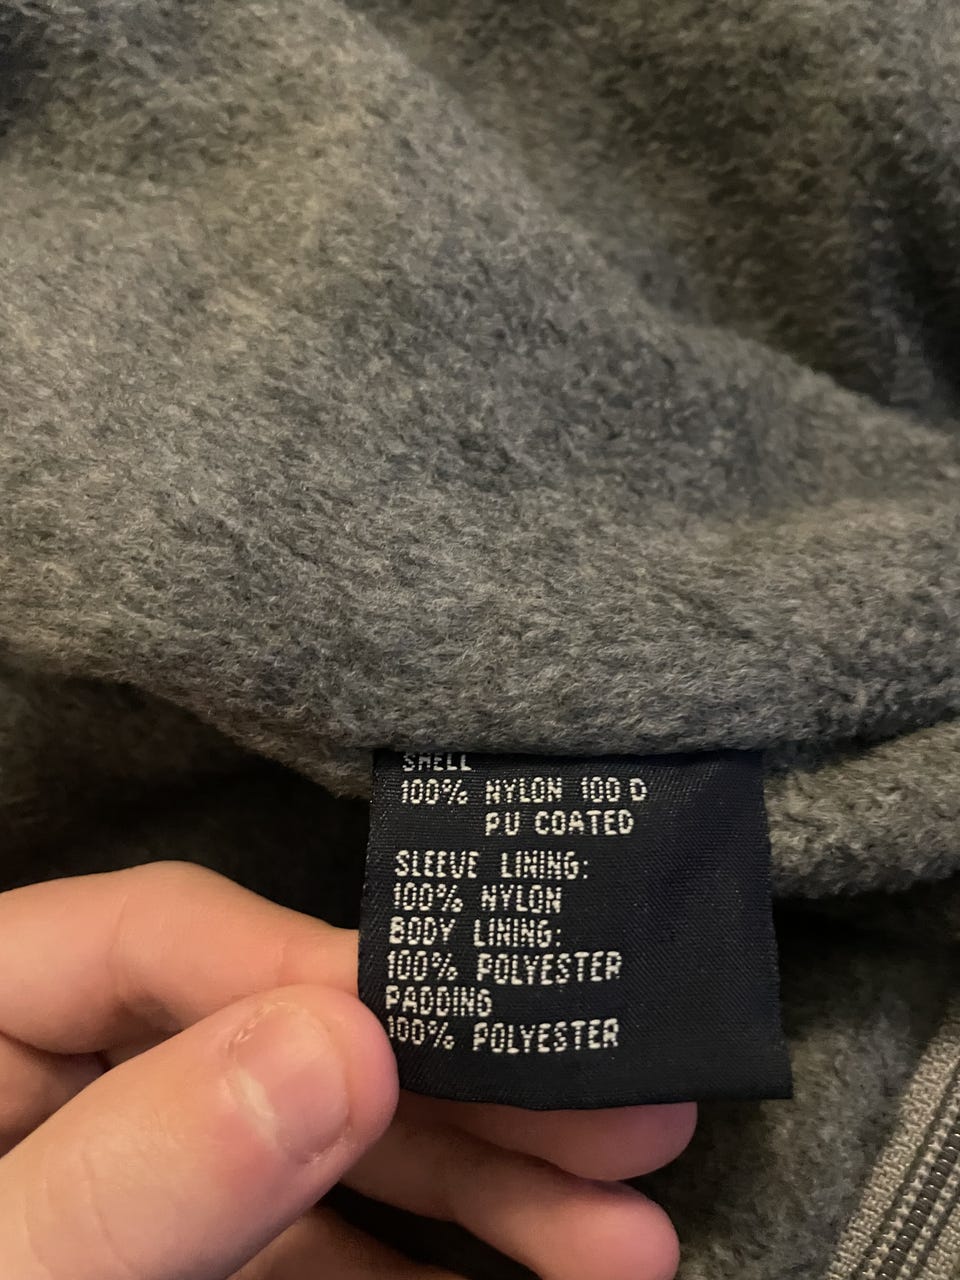 SHELL
100% NYLON 100 D
PU COATED
SLEEVE LINING:
100% NYLON
BODY LINING:
100% POLYESTER
PADDING
100% POLYESTER